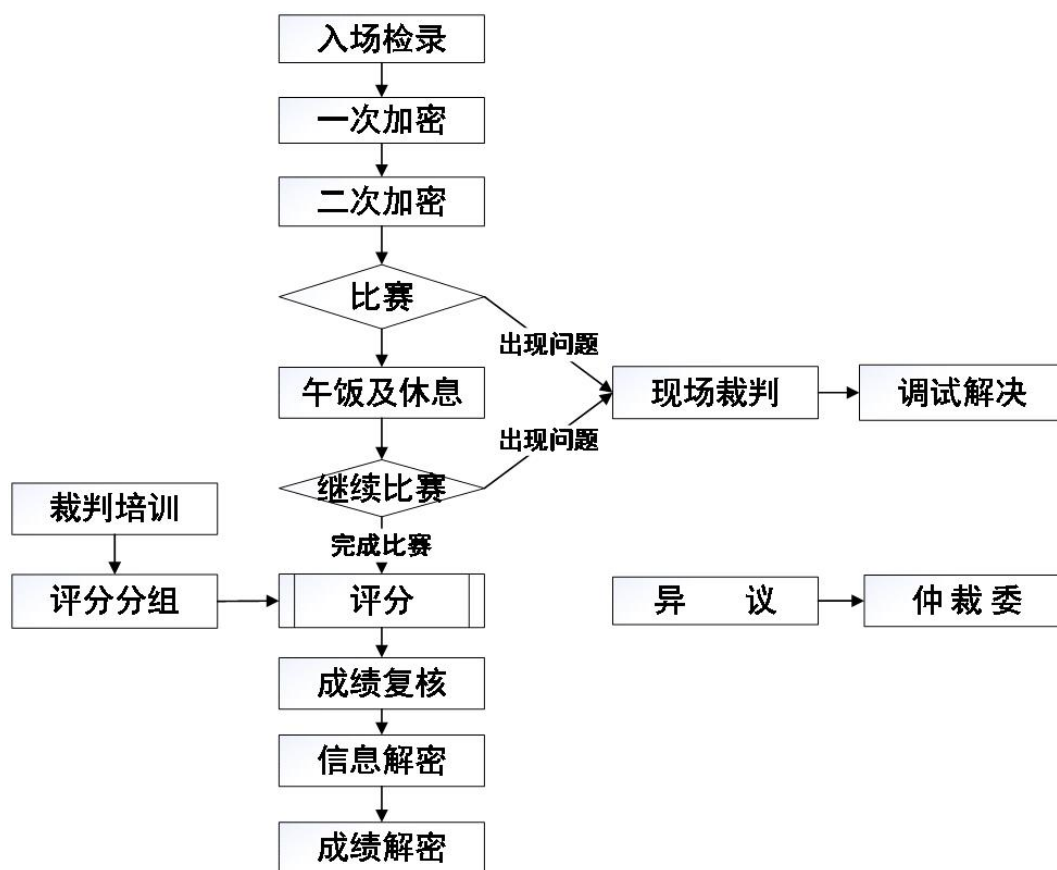 入场检录
一次加密
二次加密
比赛
出现问题
午饭及休息
现场裁判
调试解决
出现问题
继续比赛
裁判培训
完成比赛
评分分组
评分
异 议
仲裁委
成绩复核
信息解密
成绩解密